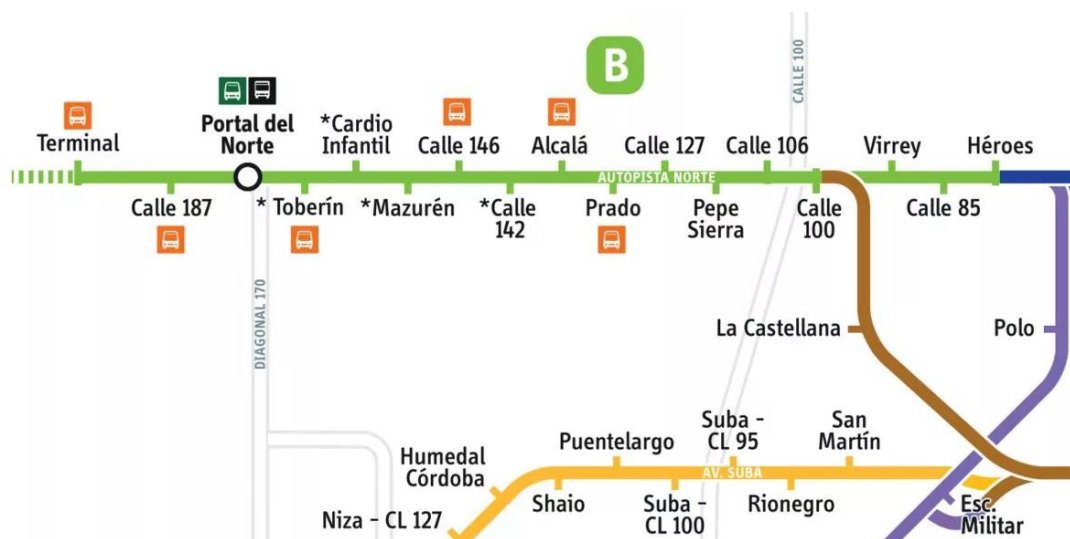 B
CALLE 100
Terminal
Portal del
Norte
*Cardio
Infantil
Calle 146
Alcalá
Calle 127
Calle 106
Virrey
Héroes
AUTOPISTA NORTE
Calle 187
* Toberín
*Mazurén
*Calle
142
Prado
Pepe
Sierra
Calle
100
Calle 85
DIAGONAL 170
La Castellana
Polo
Humedal
Córdoba
Puentelargo
Suba -
CL 95
San
Martín
AV. SUBA
Niza - CL 127
Shaio
Suba -
CL 100
Rionegro
Esc.
Militar